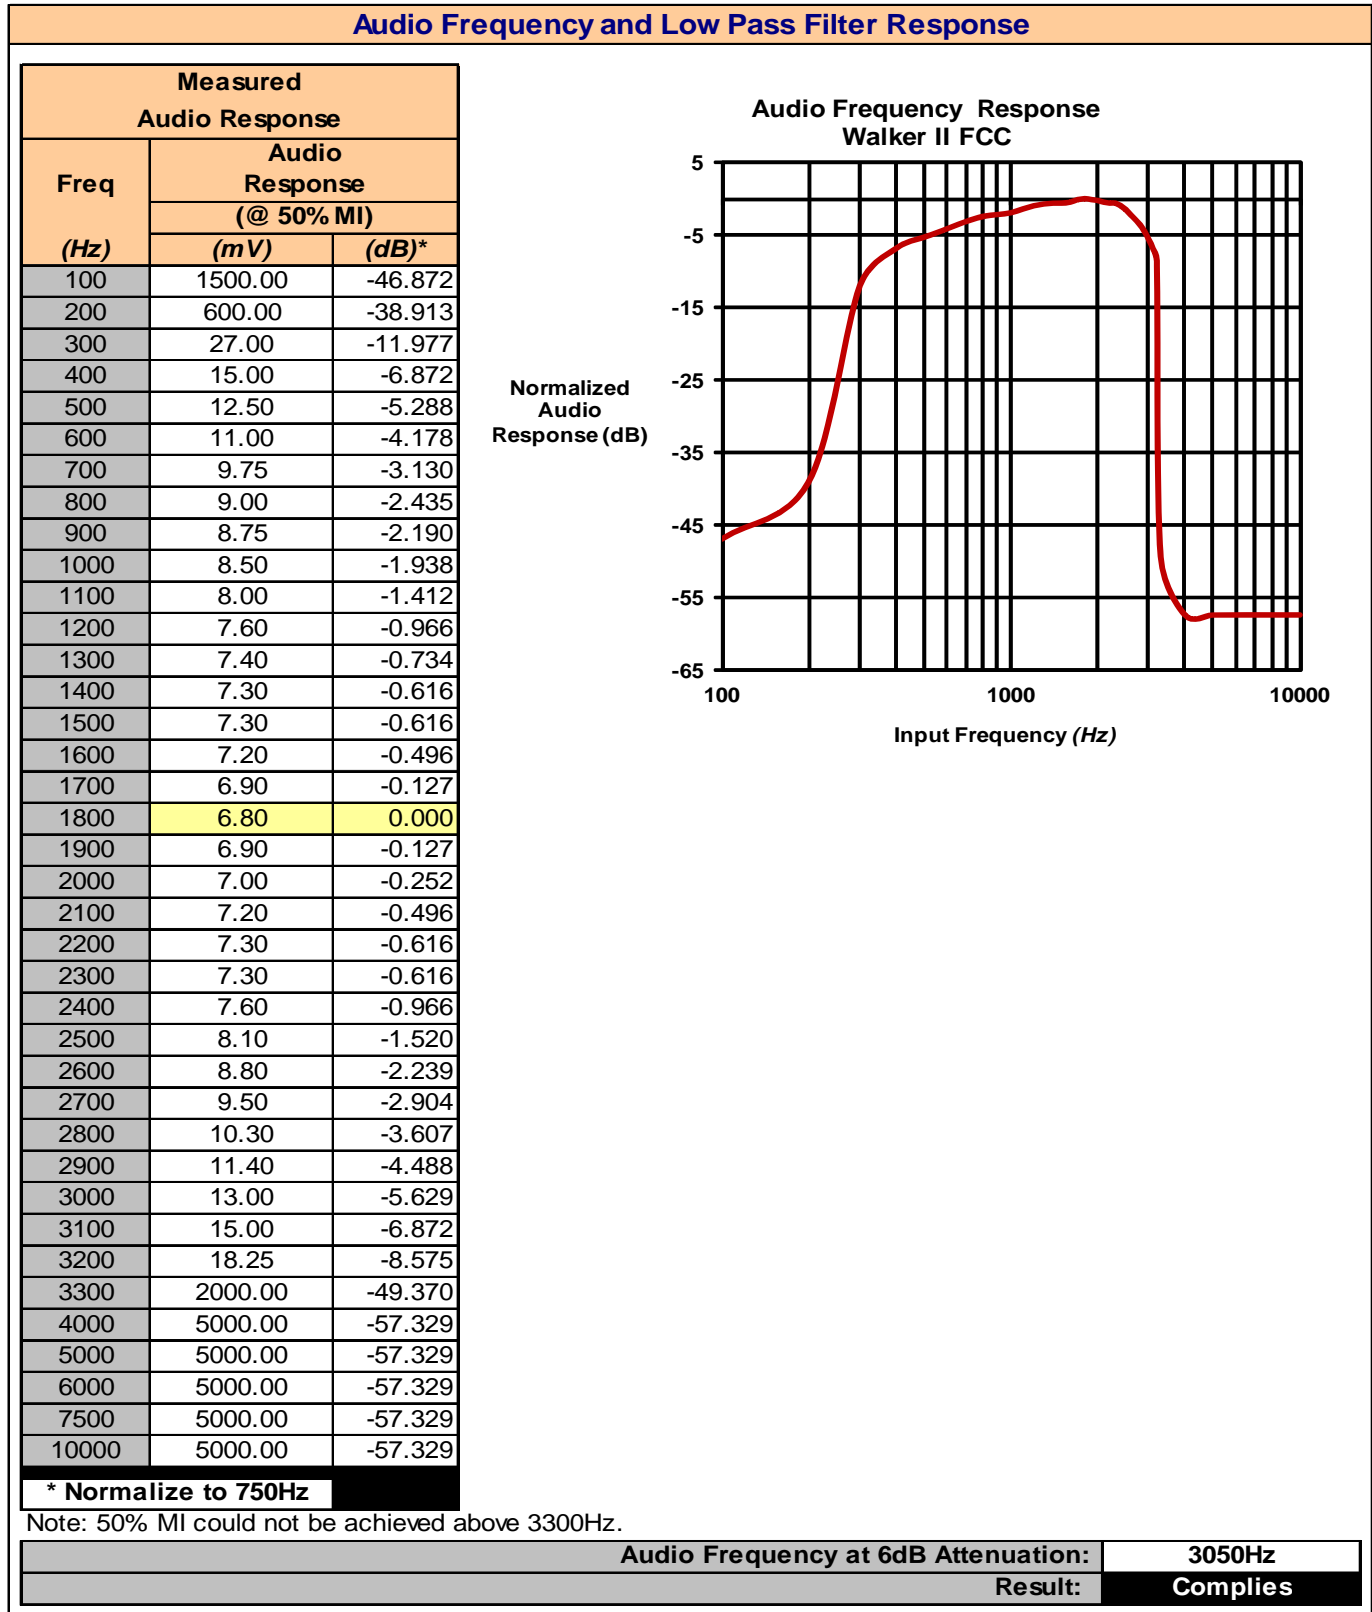 Audio Frequency and Low Pass Filter Response
Measured
Audio Response
Freq
(Hz)
Audio
Response
(@ 50% MI)
(mV) (dB)*
100 1500.00 -46.872
200 600.00 -38.913
300 27.00 -11.977
400 15.00 -6.872
500 12.50 -5.288
600 11.00 -4.178
700 9.75 -3.130
800 9.00 -2.435
900 8.75 -2.190
1000 8.50 -1.938
1100 8.00 -1.412
1200 7.60 -0.966
1300 7.40 -0.734
1400 7.30 -0.616
1500 7.30 -0.616
1600 7.20 -0.496
1700 6.90 -0.127
1800 6.80 0.000
1900 6.90 -0.127
2000 7.00 -0.252
2100 7.20 -0.496
2200 7.30 -0.616
2300 7.30 -0.616
2400 7.60 -0.966
2500 8.10 -1.520
2600 8.80 -2.239
2700 9.50 -2.904
2800 10.30 -3.607
2900 11.40 -4.488
3000 13.00 -5.629
3100 15.00 -6.872
3200 18.25 -8.575
3300 2000.00 -49.370
4000 5000.00 -57.329
5000 5000.00 -57.329
6000 5000.00 -57.329
7500 5000.00 -57.329
10000 5000.00 -57.329
* Normalize to 750Hz
Audio Frequency Response
Walker II FCC
5
-5
-15
-25
-35
-45
-55
-65
Normalized
Audio
Response (dB)
100 1000 10000
Input Frequency (Hz)
Note: 50% MI could not be achieved above 3300Hz.
Audio Frequency at 6dB Attenuation: 3050Hz
Result: Complies